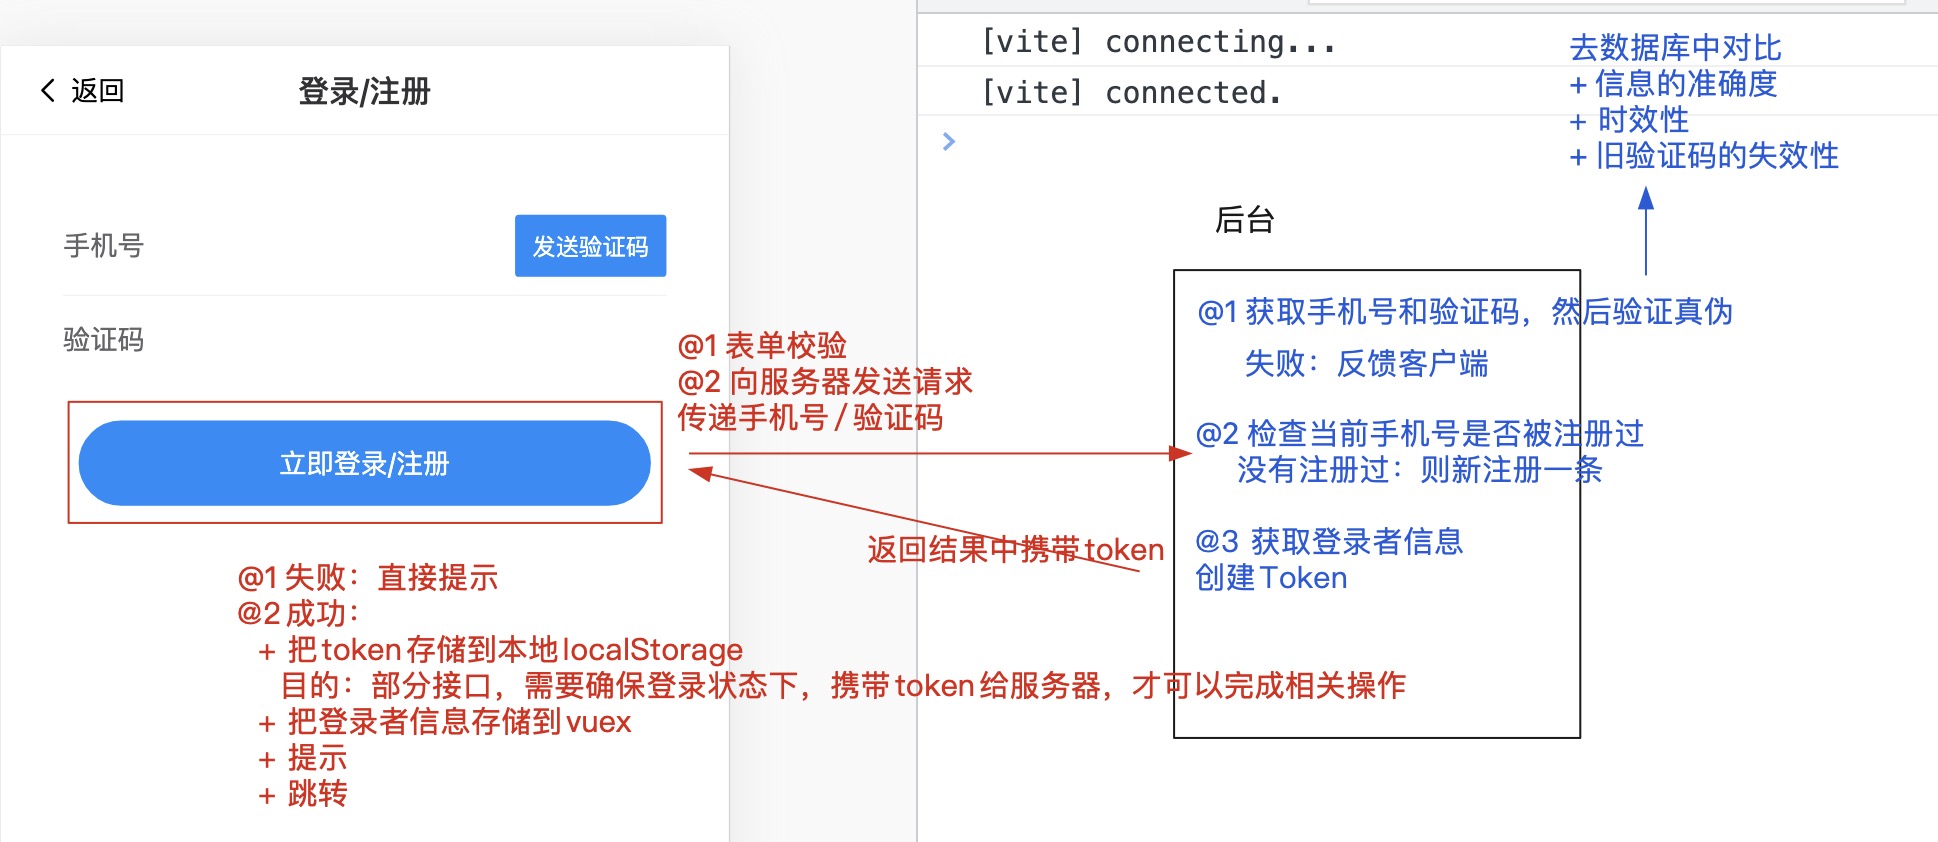 返回
登录/注册
手机号
发送验证码
验证码
立即登录/注册
@1 表单校验
@2 向服务器发送请求
传递手机号 / 验证码
返回结果中携带token
@1 失败：直接提示
@2 成功：
+ 把token存储到本地localStorage
目的：部分接口，需要确保登录状态下，携带token给服务器，才可以完成相关操作
+ 把登录者信息存储到vuex
+ 提示
+ 跳转
[vite] connecting...
[vite] connected.
去数据库中对比
+ 信息的准确度
+ 时效性
+ 旧验证码的失效性
后台
@1 获取手机号和验证码，然后验证真伪
失败：反馈客户端
@2 检查当前手机号是否被注册过
没有注册过：则新注册一条
@3 获取登录者信息
创建Token